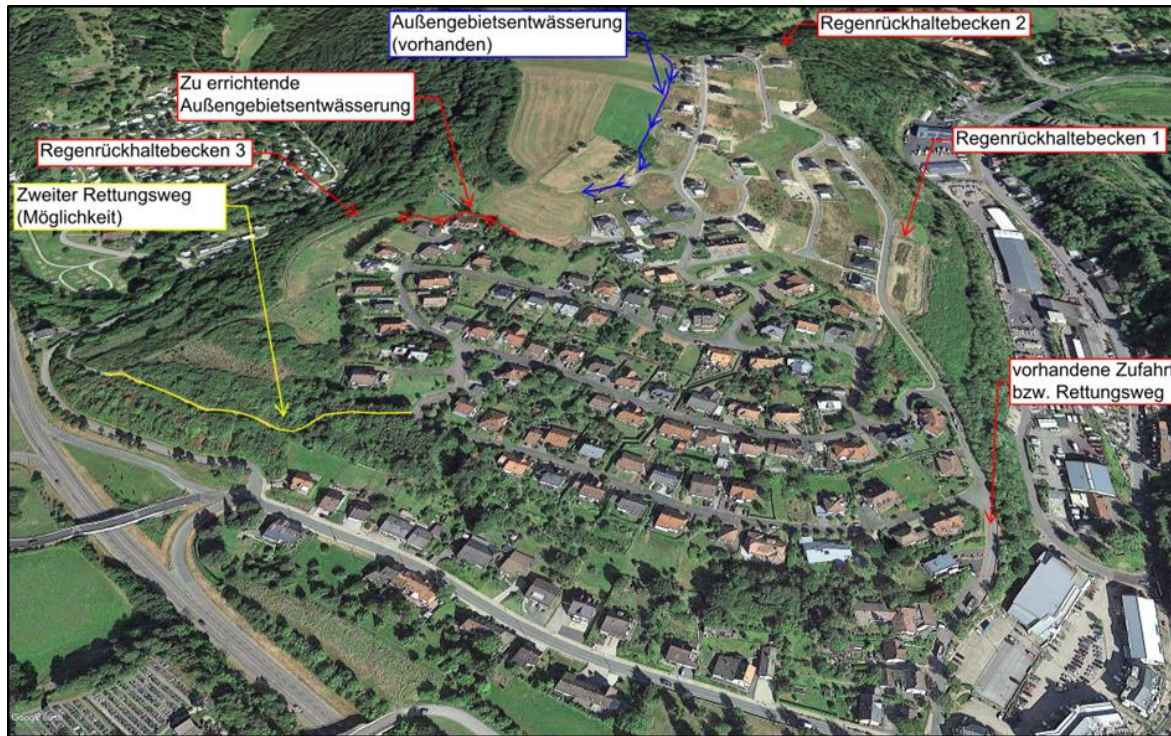 Außengebietsentwässerung
(vorhanden)
Regenrückhaltebecken 2
Zu errichtende
Außengebietsentwässerung
Regenrückhaltebecken 3
Regenrückhaltebecken 1
Zweiter Rettungsweg
(Möglichkeit)
vorhandene Zufahrt
bzw. Rettungsweg
Google Earth